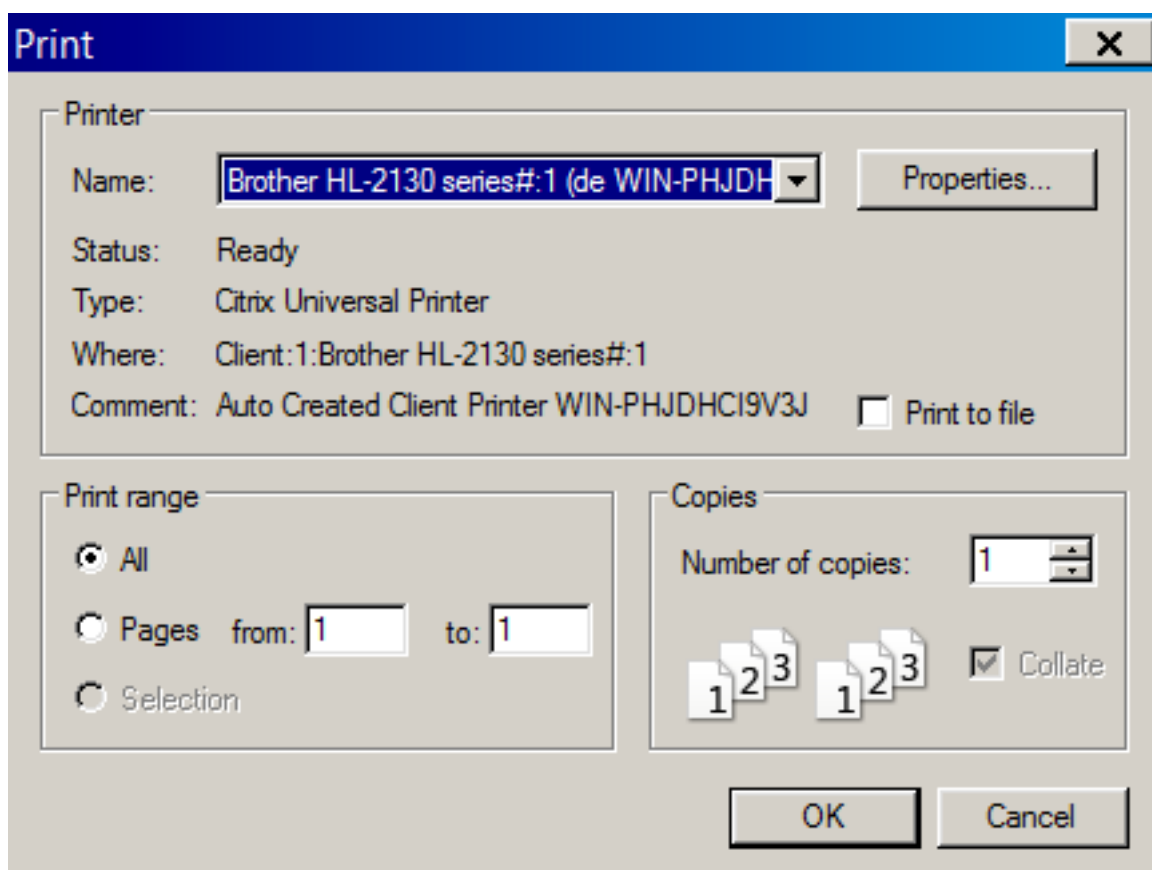 Print
Printer
Name: Brother HL-2130 series#:1 (de WIN-PHJDH Properties...
Status: Ready
Type: Citrix Universal Printer
Where: Client:1:Brother HL-2130 series#:1
Comment: Auto Created Client Printer WIN-PHJDHCI9V3J Print to file
Print range
All
Pages from: 1 to: 1
Selection
Copies
Number of copies: 1
1 2 3 1 2 3 Collate
OK Cancel